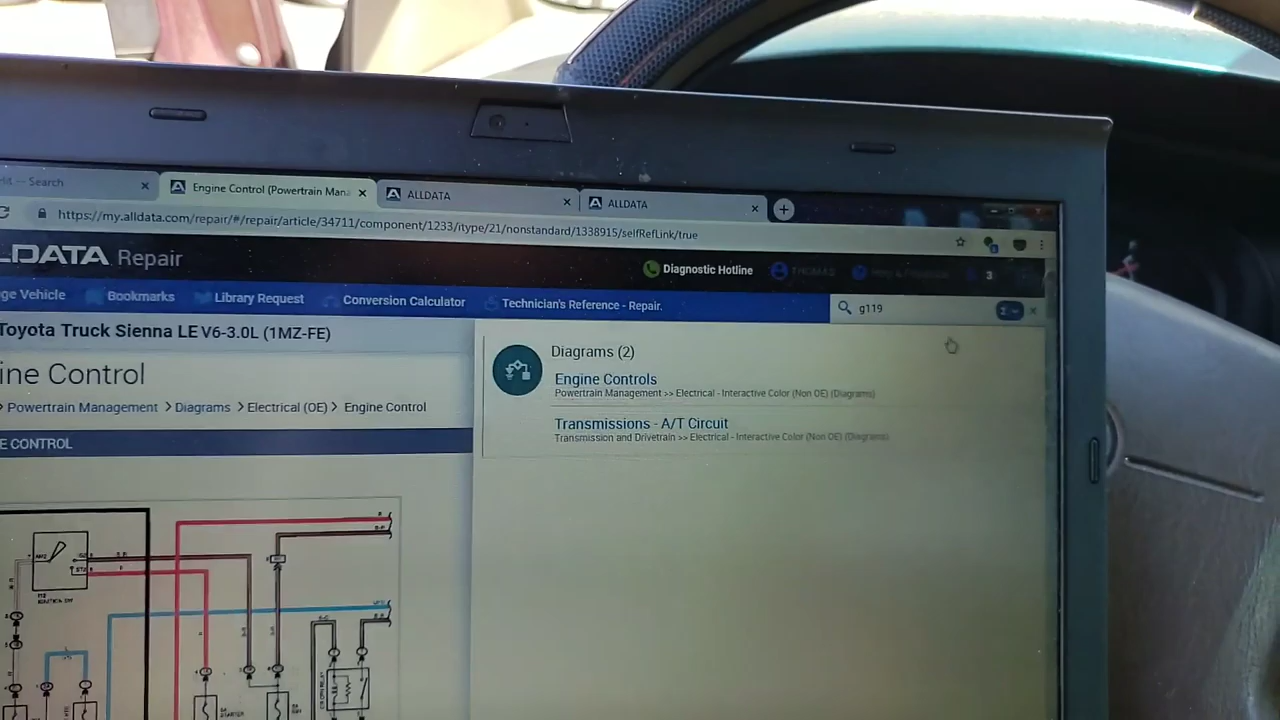 Search
Engine Control (Powertrain Man
ALLDATA
ALLDATA
https://my.alldata.com/repair/#/repair/article/34711/component/1233/itype/21/nonstandard/1338915/selfRefLink/true
LDATA Repair
Diagnostic Hotline
THOMAS
3
ge Vehicle
Bookmarks
Library Request
Conversion Calculator
Technician's Reference - Repair.
g119
Toyota Truck Sienna LE V6-3.0L (1MZ-FE)
ine Control
Powertrain Management > Diagrams > Electrical (OE) > Engine Control
E CONTROL
Diagrams (2)
Engine Controls
Powertrain Management >> Electrical - Interactive Color (Non OE) (Diagrams)
Transmissions - A/T Circuit
Transmission and Drivetrain >> Electrical - Interactive Color (Non OE) (Diagrams)